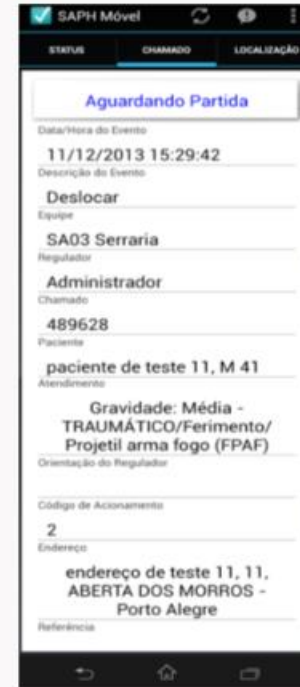 SAPH Móvel
STATUS CHAMADO LOCALIZAÇÃO
Aguardando Partida
Data/Hora do Evento
11/12/2013 15:29:42
Descrição do Evento
Deslocar
Equipe
SA03 Serraria
Regulador
Administrador
Chamado
489628
Paciente
paciente de teste 11, M 41
Atendimento
Gravidade: Média -
TRAUMÁTICO/Ferimento/
Projetil arma fogo (FPAF)
Orientação do Regulador
Código de Acionamento
2
Endereço
endereço de teste 11, 11,
ABERTA DOS MORROS -
Porto Alegre
Referência